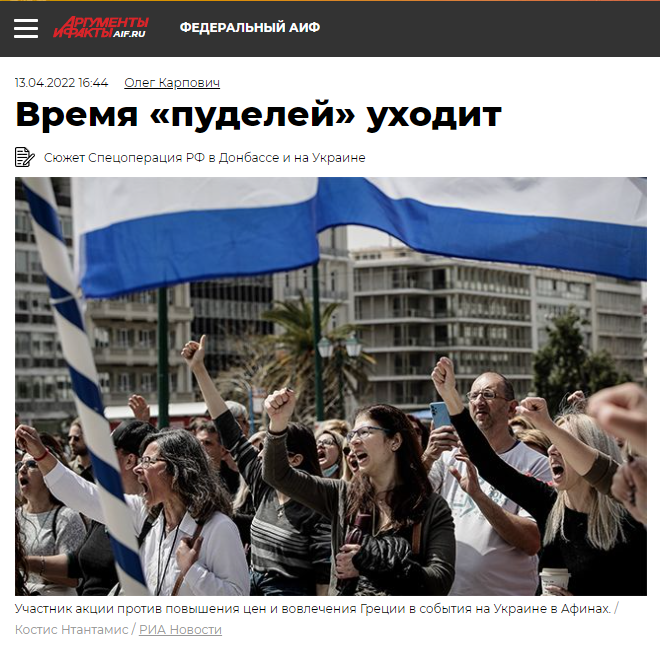 АРГУМЕНТЫ
И ФАКТЫ AIF.RU
ФЕДЕРАЛЬНЫЙ АИФ
13.04.2022 16:44 Олег Карпович
Время «пуделей» уходит
Сюжет Спецоперация РФ в Донбассе и на Украине
Участник акции против повышения цен и вовлечения Греции в события на Украине в Афинах. /
Костис Нтантамис / РИА Новости